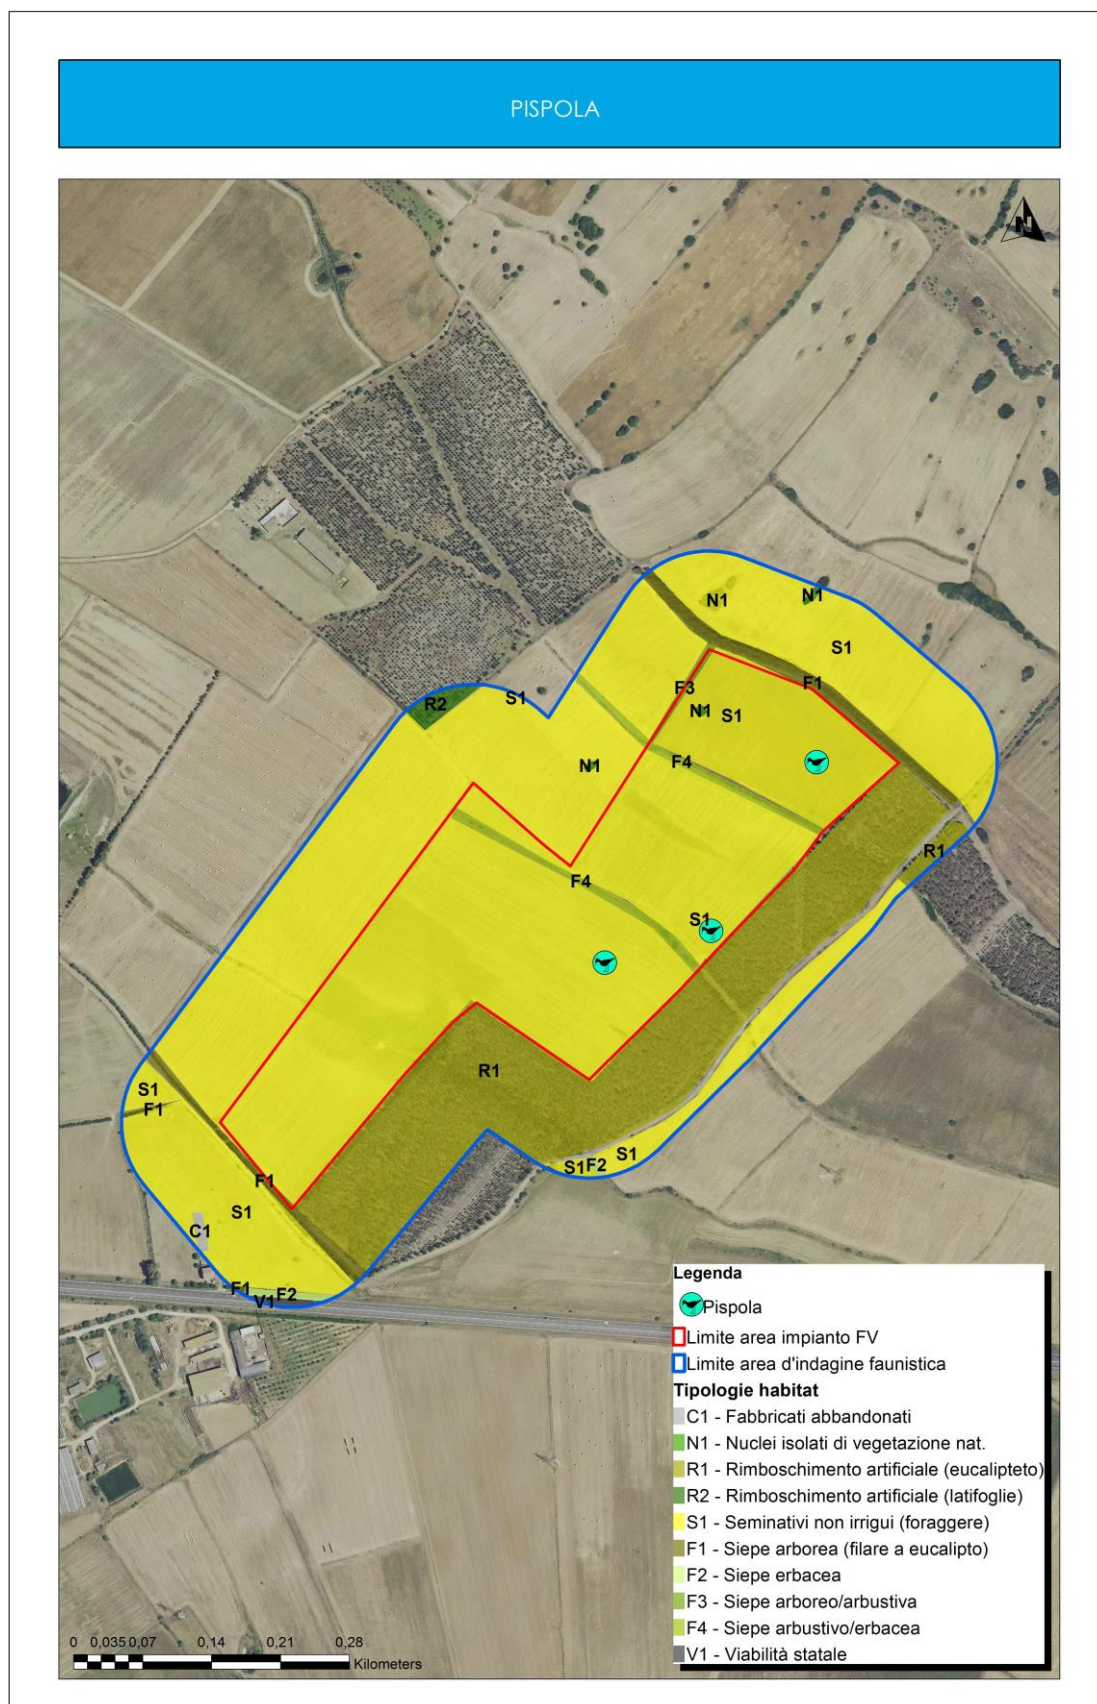 PISPOLA
N
N1
N1
S1
F3
F1
R2
S1
N1
S1
F4
N1
R1
F4
S1
R1
S1
F1
S1
F2
S1
F1
S1
C1
F1
F2
V1
Legenda
Pispola
Limite area impianto FV
Limite area d'indagine faunistica
Tipologie habitat
C1 - Fabbricati abbandonati
N1 - Nuclei isolati di vegetazione nat.
R1 - Rimboschimento artificiale (eucalipteto)
R2 - Rimboschimento artificiale (latifoglie)
S1 - Seminativi non irrigui (foraggere)
F1 - Siepe arborea (filare a eucalipto)
F2 - Siepe erbacea
F3 - Siepe arboreo/arbustiva
F4 - Siepe arbustivo/erbacea
V1 - Viabilità statale
0 0,035 0,07 0,14 0,21 0,28
Kilometers